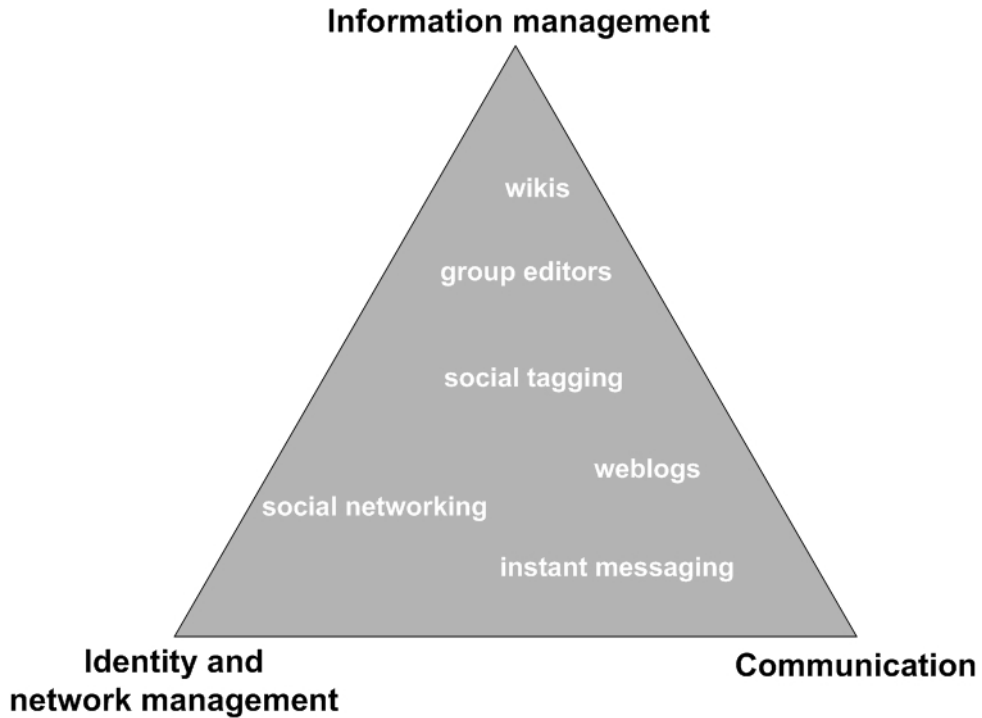 Information management
wikis
group editors
social tagging
weblogs
social networking
instant messaging
Identity and
network management
Communication